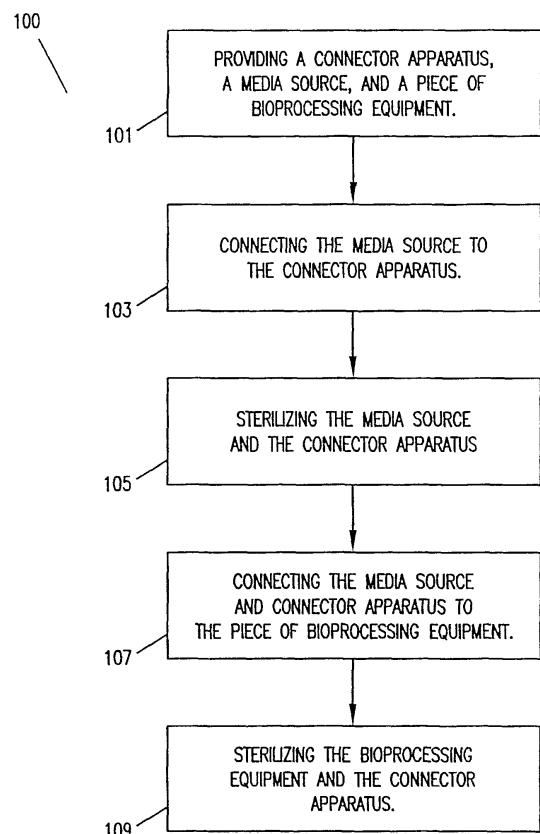 100
PROVIDING A CONNECTOR APPARATUS,
A MEDIA SOURCE, AND A PIECE OF
BIOPROCESSING EQUIPMENT.
101
CONNECTING THE MEDIA SOURCE TO
THE CONNECTOR APPARATUS.
103
STERILIZING THE MEDIA SOURCE
AND THE CONNECTOR APPARATUS
105
CONNECTING THE MEDIA SOURCE
AND CONNECTOR APPARATUS TO
THE PIECE OF BIOPROCESSING EQUIPMENT.
107
STERILIZING THE BIOPROCESSING
EQUIPMENT AND THE CONNECTOR
APPARATUS.
109